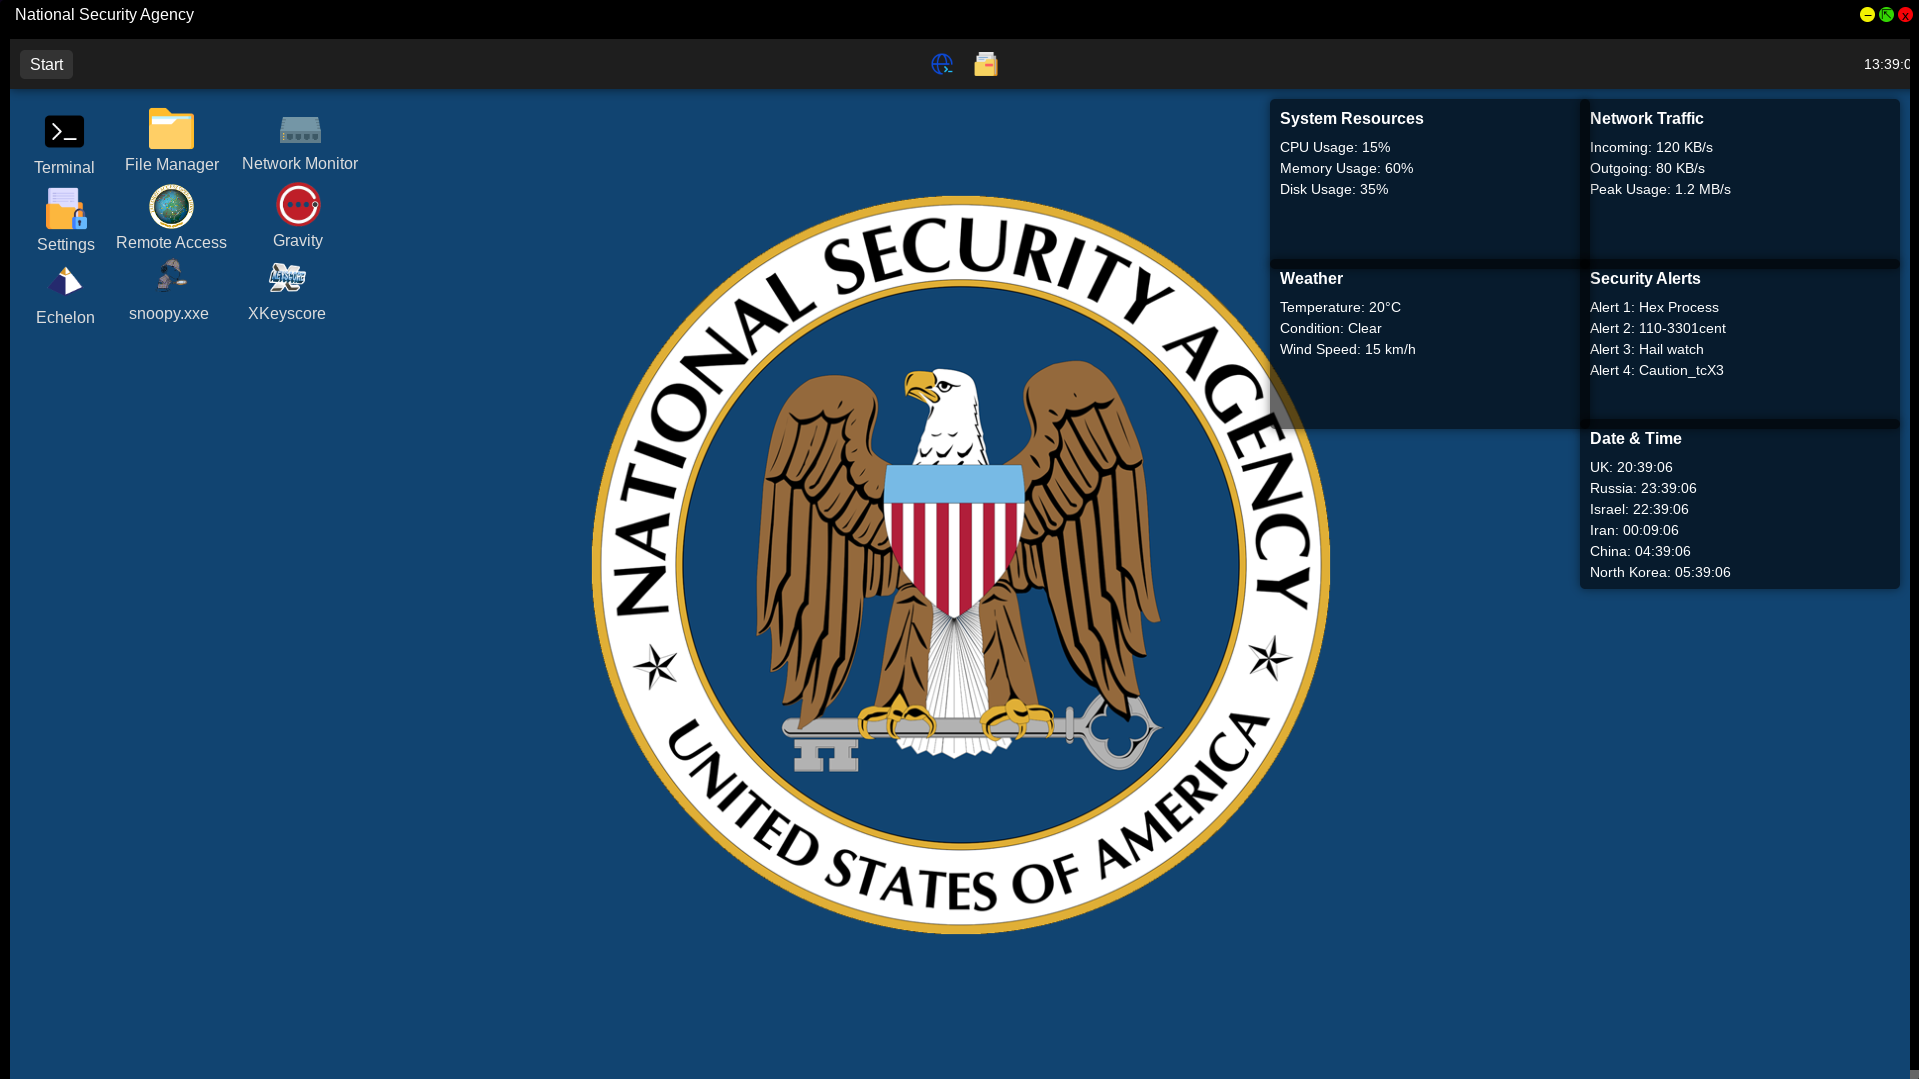 National Security Agency
Start
13:39:0
Terminal
File Manager
Network Monitor
Settings
Remote Access
Gravity
Echelon
snoopy.xxe
XKeyscore
NATIONAL SECURITY AGENCY
UNITED STATES OF AMERICA
System Resources
CPU Usage: 15%
Memory Usage: 60%
Disk Usage: 35%
Network Traffic
Incoming: 120 KB/s
Outgoing: 80 KB/s
Peak Usage: 1.2 MB/s
Weather
Temperature: 20°C
Condition: Clear
Wind Speed: 15 km/h
Security Alerts
Alert 1: Hex Process
Alert 2: 110-3301cent
Alert 3: Hail watch
Alert 4: Caution_tcX3
Date & Time
UK: 20:39:06
Russia: 23:39:06
Israel: 22:39:06
Iran: 00:09:06
China: 04:39:06
North Korea: 05:39:06